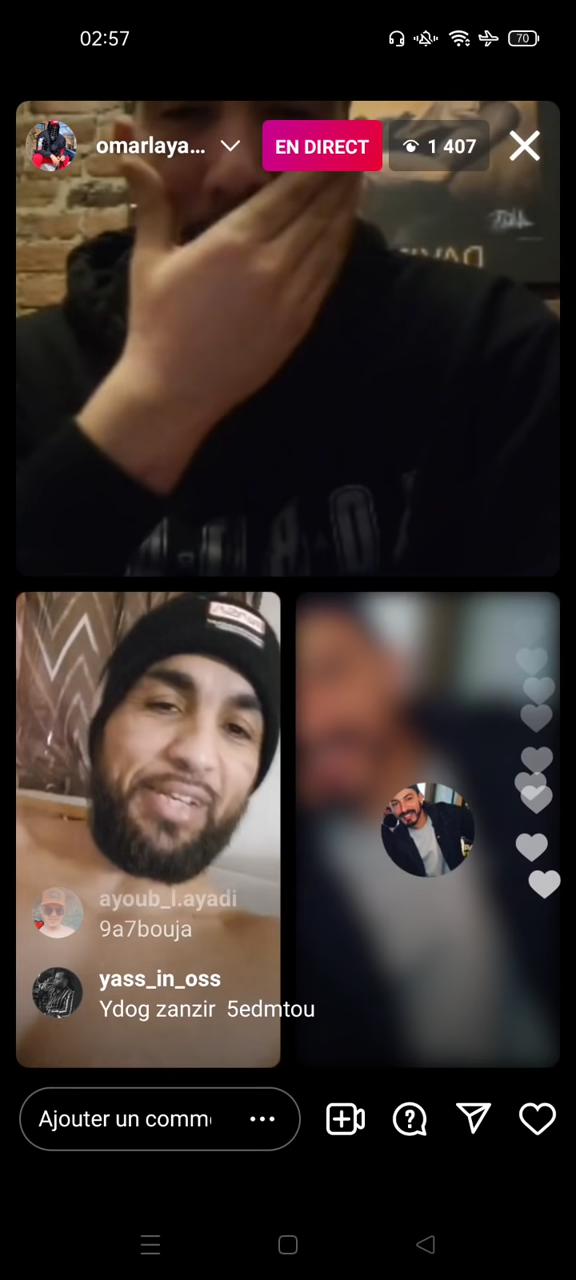 02:57
70
omarlaya...
EN DIRECT
1 407
ayoub_l.ayadi
9a7bouja
yass_in_oss
Ydog zanzir 5edmtou
Ajouter un comm